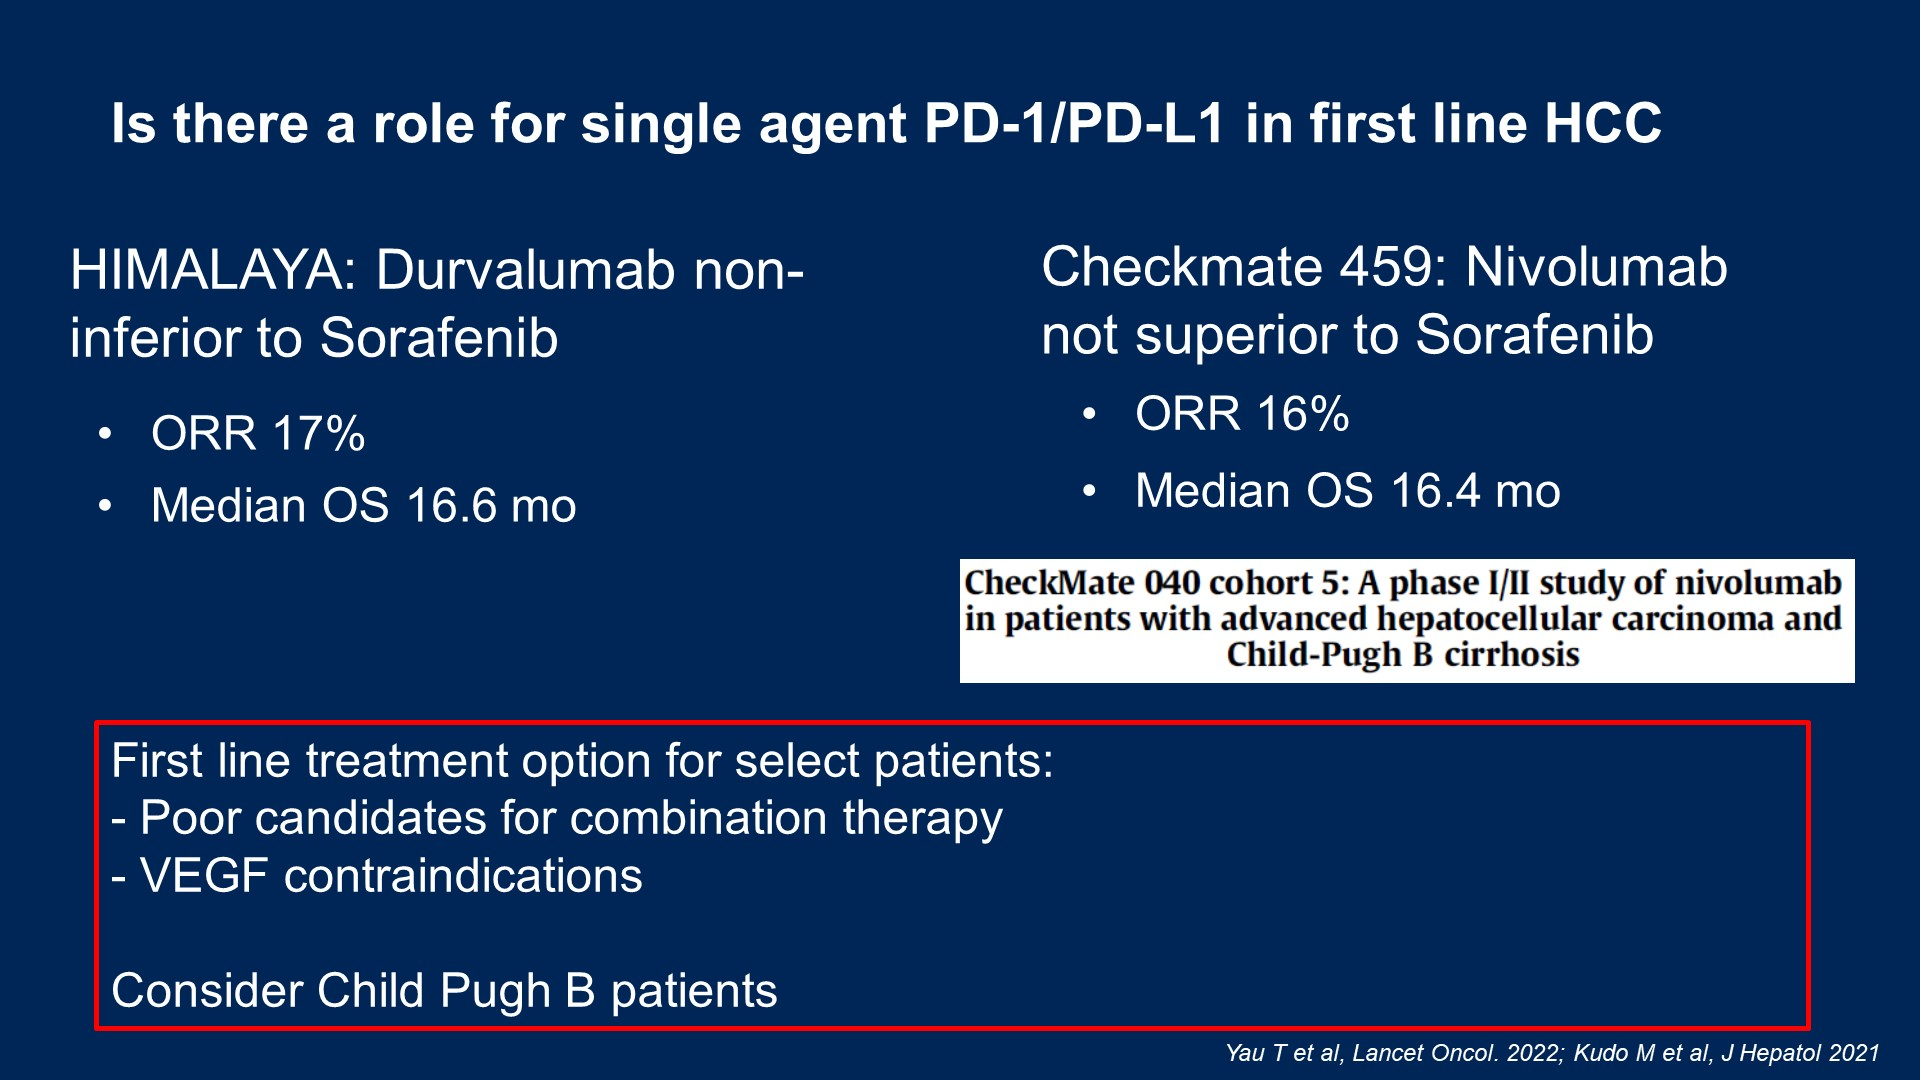 Is there a role for single agent PD-1/PD-L1 in first line HCC
HIMALAYA: Durvalumab non-
inferior to Sorafenib
• ORR 17%
• Median OS 16.6 mo
Checkmate 459: Nivolumab
not superior to Sorafenib
• ORR 16%
• Median OS 16.4 mo
CheckMate 040 cohort 5: A phase I/II study of nivolumab
in patients with advanced hepatocellular carcinoma and
Child-Pugh B cirrhosis
First line treatment option for select patients:
- Poor candidates for combination therapy
- VEGF contraindications
Consider Child Pugh B patients
Yau T et al, Lancet Oncol. 2022; Kudo M et al, J Hepatol 2021